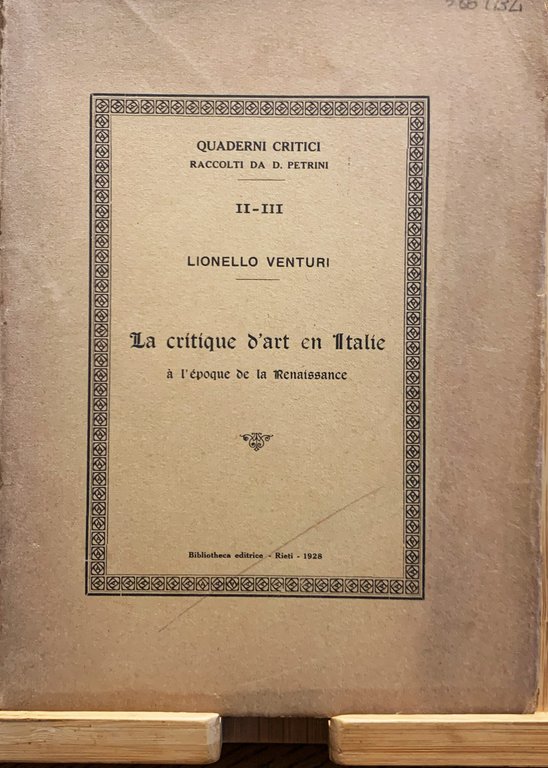 QUADERNI CRITICI
RACCOLTI DA D. PETRINI
II-III
LIONELLO VENTURI
La critique d'art en Italie
à l'époque de la Renaissance
Bibliotheca editrice - Rieti - 1928